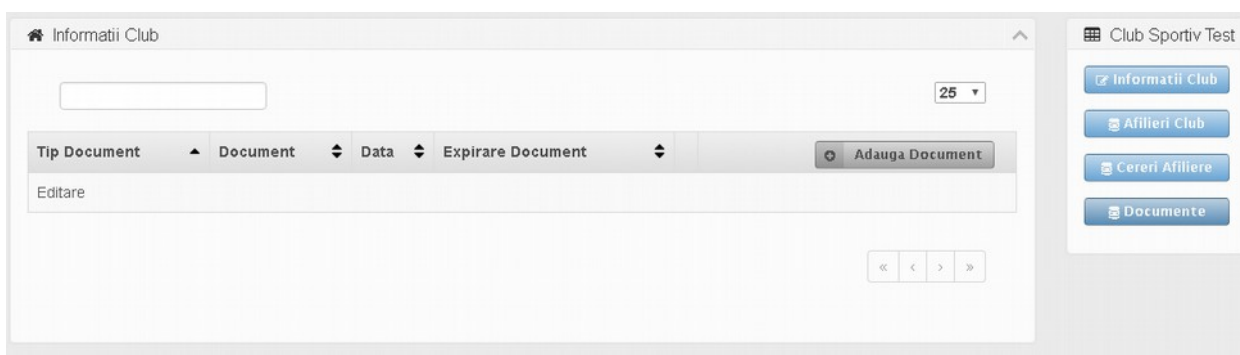 Informatii Club
25
Tip Document Document Data Expirare Document Adauga Document
Editare
« ‹ › »
Club Sportiv Test
Informatii Club
Afilieri Club
Cereri Afiliere
Documente